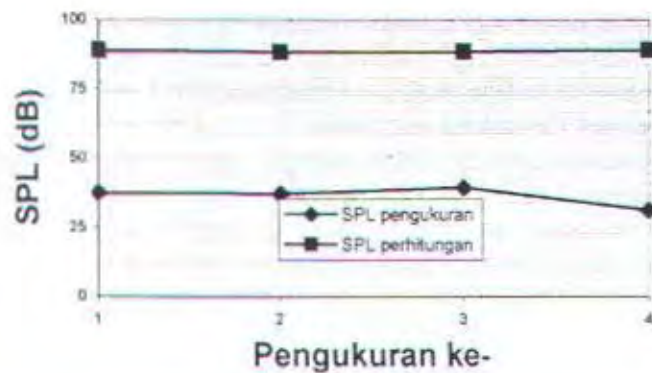 SPL (dB)
100
75
50
25
0
SPL pengukuran
SPL perhitungan
1
2
3
4
Pengukuran ke-